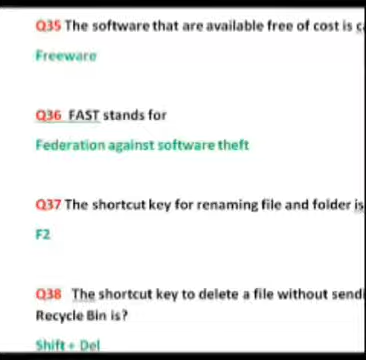 Q35 The software that are available free of cost is
Freeware
Q36 FAST stands for
Federation against software theft
Q37 The shortcut key for renaming file and folder is
F2
Q38 The shortcut key to delete a file without
Recycle Bin is?
Shift + Del